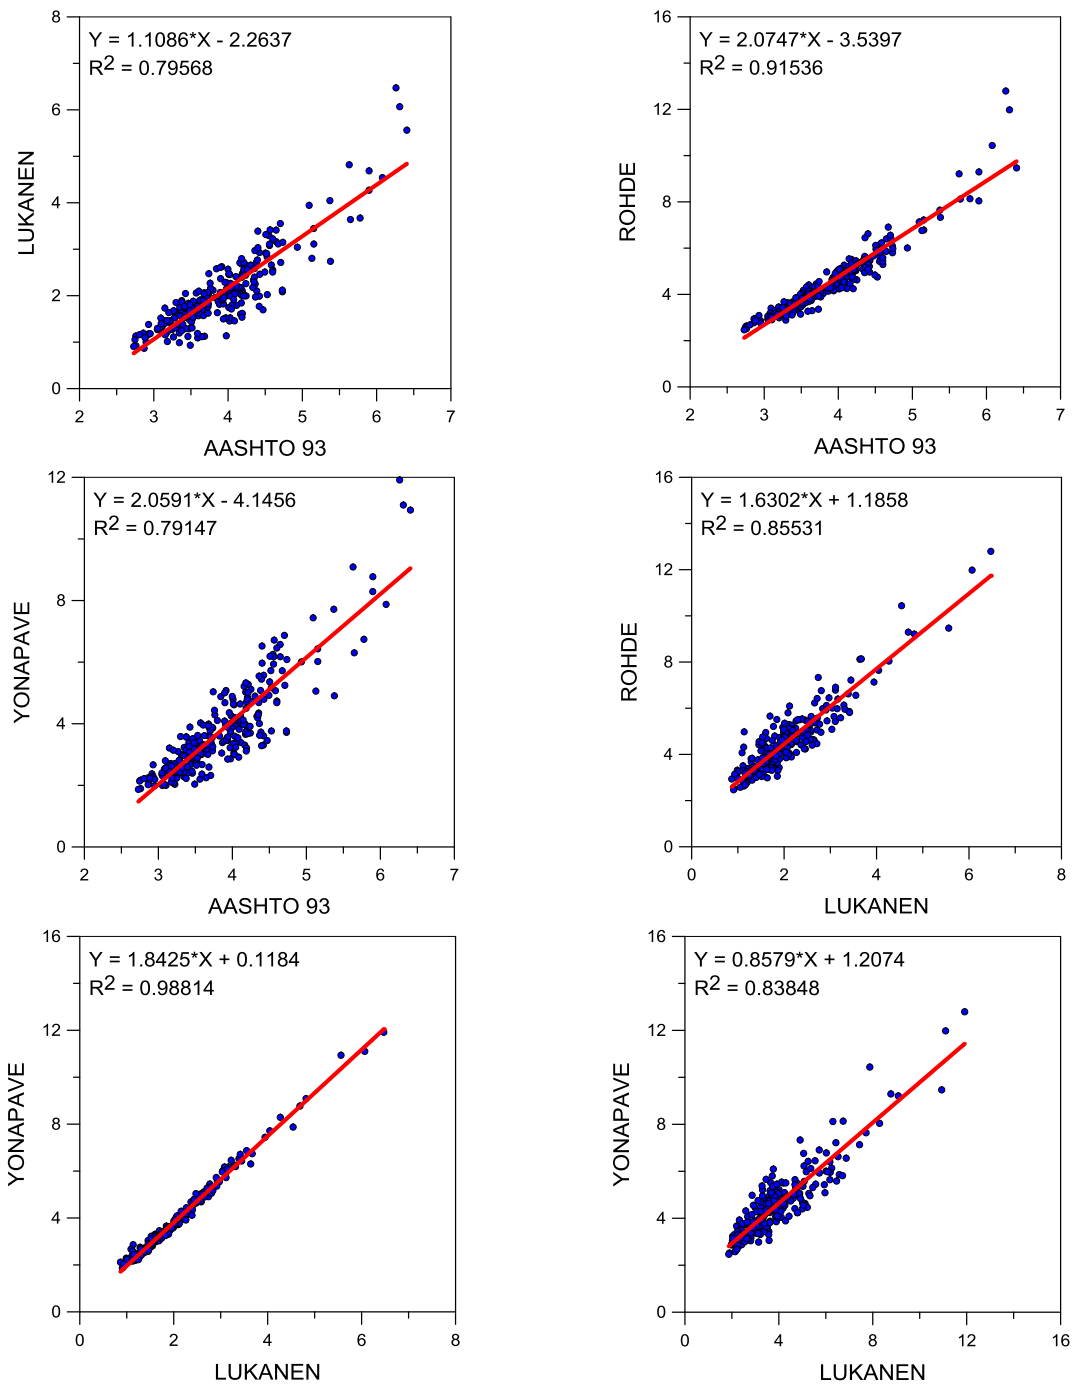 Y = 1.1086*X - 2.2637
R2 = 0.79568
8
6
4
2
0
LUKANEN
2 3 4 5 6 7
AASHTO 93
Y = 2.0747*X - 3.5397
R2 = 0.91536
16
12
8
4
0
ROHDE
2 3 4 5 6 7
AASHTO 93
Y = 2.0591*X - 4.1456
R2 = 0.79147
12
8
4
0
YONAPAVE
2 3 4 5 6 7
AASHTO 93
Y = 1.6302*X + 1.1858
R2 = 0.85531
16
12
8
4
0
ROHDE
0 2 4 6 8
LUKANEN
Y = 1.8425*X + 0.1184
R2 = 0.98814
16
12
8
4
0
YONAPAVE
0 2 4 6 8
LUKANEN
Y = 0.8579*X + 1.2074
R2 = 0.83848
16
12
8
4
0
YONAPAVE
0 4 8 12 16
LUKANEN